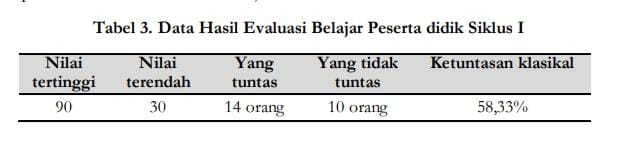 Tabel 3. Data Hasil Evaluasi Belajar Peserta didik Siklus I
Nilai tertinggi Nilai terendah Yang tuntas Yang tidak tuntas Ketuntasan klasikal
90 30 14 orang 10 orang 58,33%